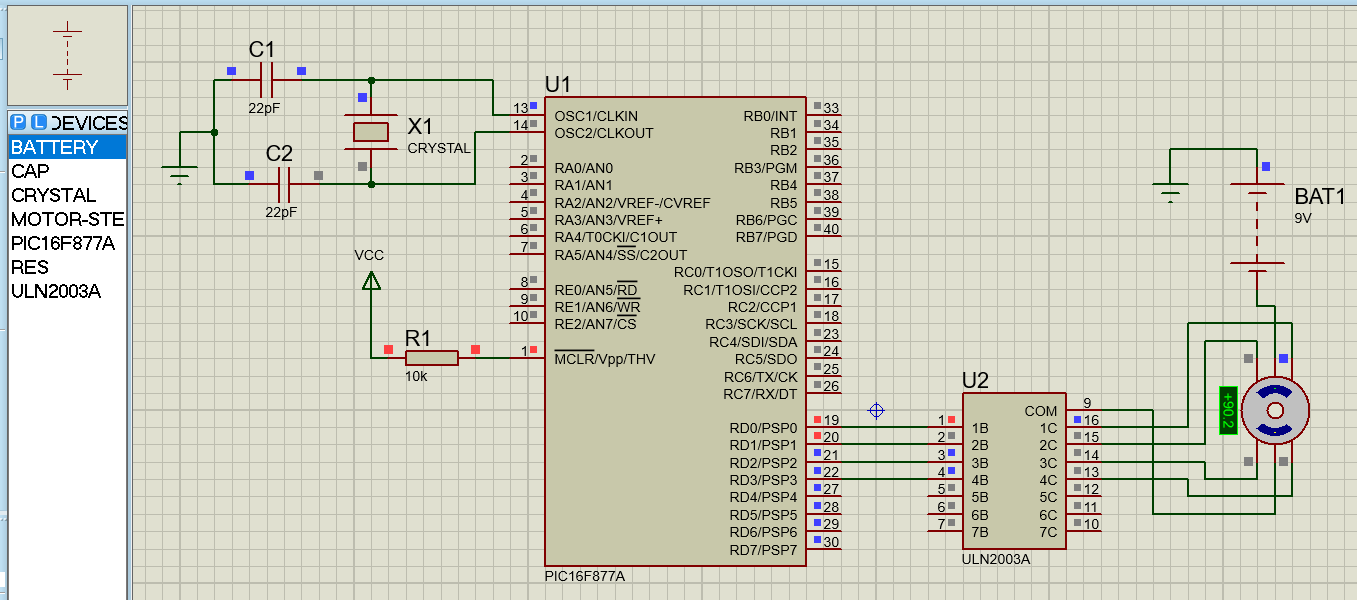 P L DEVICES
BATTERY
CAP
CRYSTAL
MOTOR-STE
PIC16F877A
RES
ULN2003A
C1
22pF
X1
CRYSTAL
C2
22pF
VCC
R1
10k
U1
13 OSC1/CLKIN
14 OSC2/CLKOUT
2 RA0/AN0
3 RA1/AN1
4 RA2/AN2/VREF-/CVREF
5 RA3/AN3/VREF+
6 RA4/T0CKI/C1OUT
7 RA5/AN4/SS/C2OUT
8 RE0/AN5/RD
9 RE1/AN6/WR
10 RE2/AN7/CS
1 MCLR/Vpp/THV
RB0/INT 33
RB1 34
RB2 35
RB3/PGM 36
RB4 37
RB5 38
RB6/PGC 39
RB7/PGD 40
RC0/T1OSO/T1CKI 15
RC1/T1OSI/CCP2 16
RC2/CCP1 17
RC3/SCK/SCL 18
RC4/SDI/SDA 23
RC5/SDO 24
RC6/TX/CK 25
RC7/RX/DT 26
RD0/PSP0 19
RD1/PSP1 20
RD2/PSP2 21
RD3/PSP3 22
RD4/PSP4 27
RD5/PSP5 28
RD6/PSP6 29
RD7/PSP7 30
PIC16F877A
U2
COM 9
1 1B 1C 16
2 2B 2C 15
3 3B 3C 14
4 4B 4C 13
5 5B 5C 12
6 6B 6C 11
7 7B 7C 10
ULN2003A
BAT1
9V
+90.2